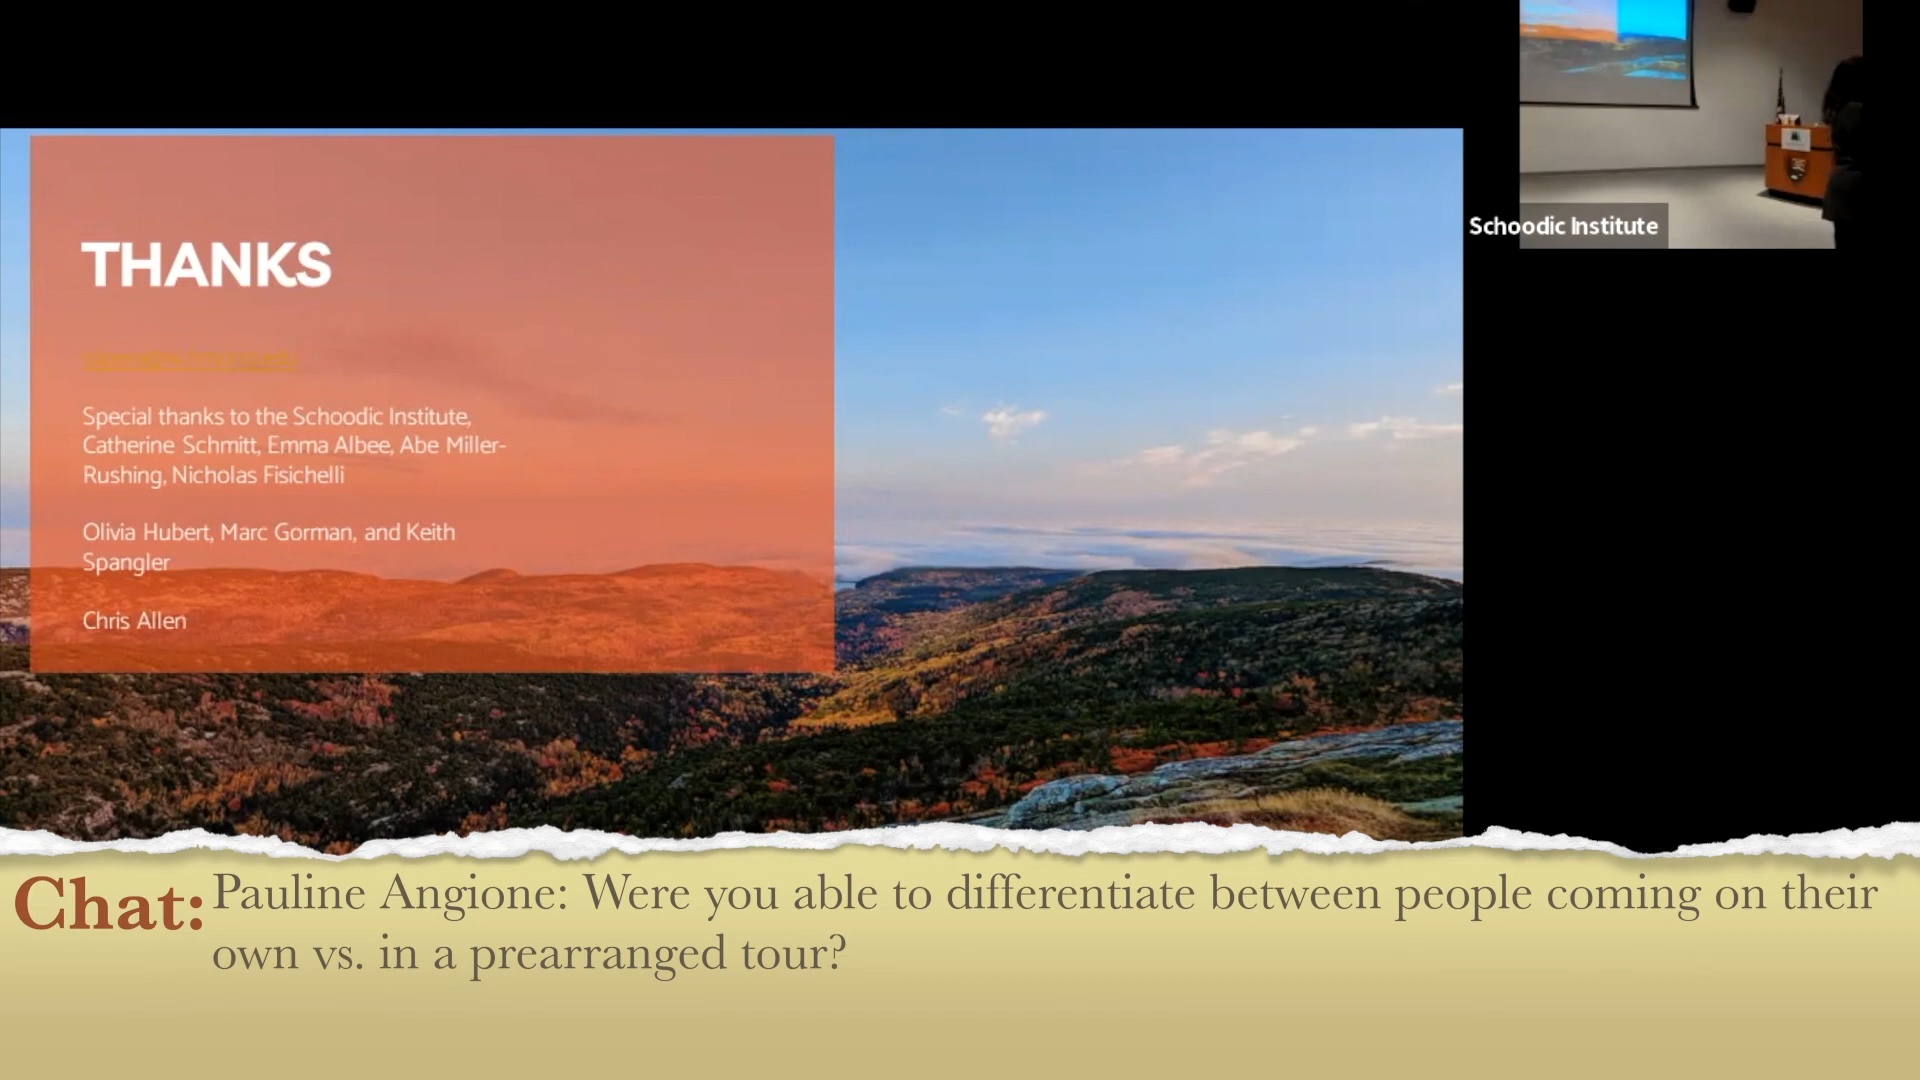 THANKS
Special thanks to the Schoodic Institute,
Catherine Schmitt, Emma Albee, Abe Miller-
Rushing, Nicholas Fisichelli
Olivia Hubert, Marc Gorman, and Keith
Spangler
Chris Allen
Schoodic Institute
Chat: Pauline Angione: Were you able to differentiate between people coming on their
own vs. in a prearranged tour?